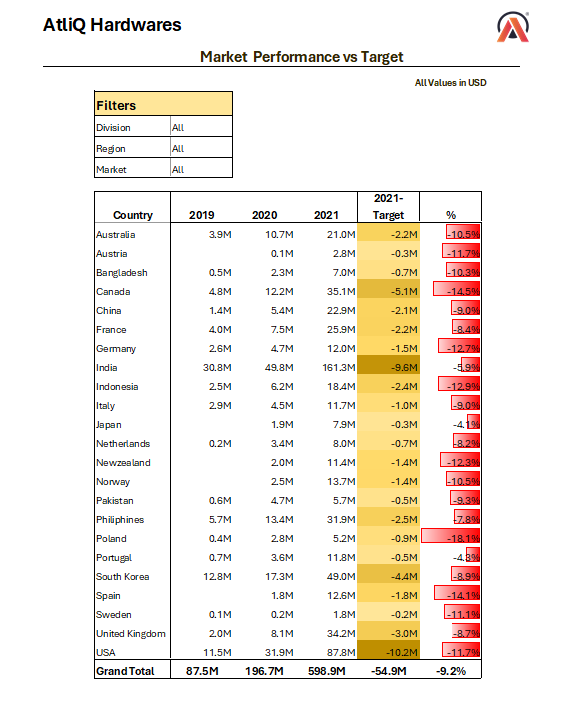 AtliQ Hardwares
Market Performance vs Target
All Values in USD
Filters
Division All
Region All
Market All
2021-
Country 2019 2020 2021 Target %
Australia 3.9M 10.7M 21.0M -2.2M -10.5%
Austria 0.1M 2.8M -0.3M -11.7%
Bangladesh 0.5M 2.3M 7.0M -0.7M -10.3%
Canada 4.8M 12.2M 35.1M -5.1M -14.5%
China 1.4M 5.4M 22.9M -2.1M -9.0%
France 4.0M 7.5M 25.9M -2.2M -8.4%
Germany 2.6M 4.7M 12.0M -1.5M -12.7%
India 30.8M 49.8M 161.3M -9.6M -5.9%
Indonesia 2.5M 6.2M 18.4M -2.4M -12.9%
Italy 2.9M 4.5M 11.7M -1.0M -9.0%
Japan 1.9M 7.9M -0.3M -4.1%
Netherlands 0.2M 3.4M 8.0M -0.7M -8.2%
Newzealand 2.0M 11.4M -1.4M -12.3%
Norway 2.5M 13.7M -1.4M -10.5%
Pakistan 0.6M 4.7M 5.7M -0.5M -9.3%
Philiphines 5.7M 13.4M 31.9M -2.5M -7.8%
Poland 0.4M 2.8M 5.2M -0.9M -18.1%
Portugal 0.7M 3.6M 11.8M -0.5M -4.3%
South Korea 12.8M 17.3M 49.0M -4.4M -8.9%
Spain 1.8M 12.6M -1.8M -14.1%
Sweden 0.1M 0.2M 1.8M -0.2M -11.1%
United Kingdom 2.0M 8.1M 34.2M -3.0M -8.7%
USA 11.5M 31.9M 87.8M -10.2M -11.7%
Grand Total 87.5M 196.7M 598.9M -54.9M -9.2%